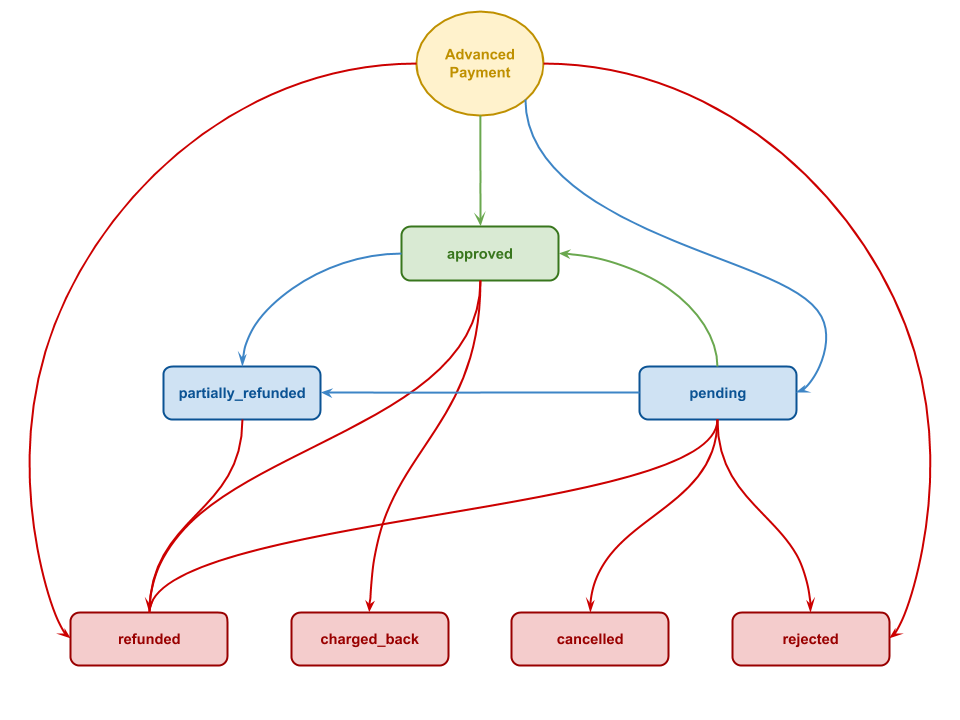 Advanced
Payment
approved
partially_refunded
pending
refunded
charged_back
cancelled
rejected